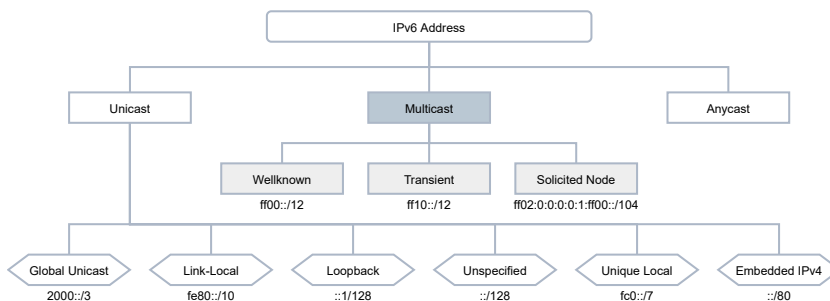 IPv6 Address
Unicast
Multicast
Anycast
Wellknown
Transient
Solicited Node
ff00::/12
ff10::/12
ff02:0:0:0:0:1:ff00::/104
Global Unicast
Link-Local
Loopback
Unspecified
Unique Local
Embedded IPv4
2000::/3
fe80::/10
::1/128
::/128
fc0::/7
::/80